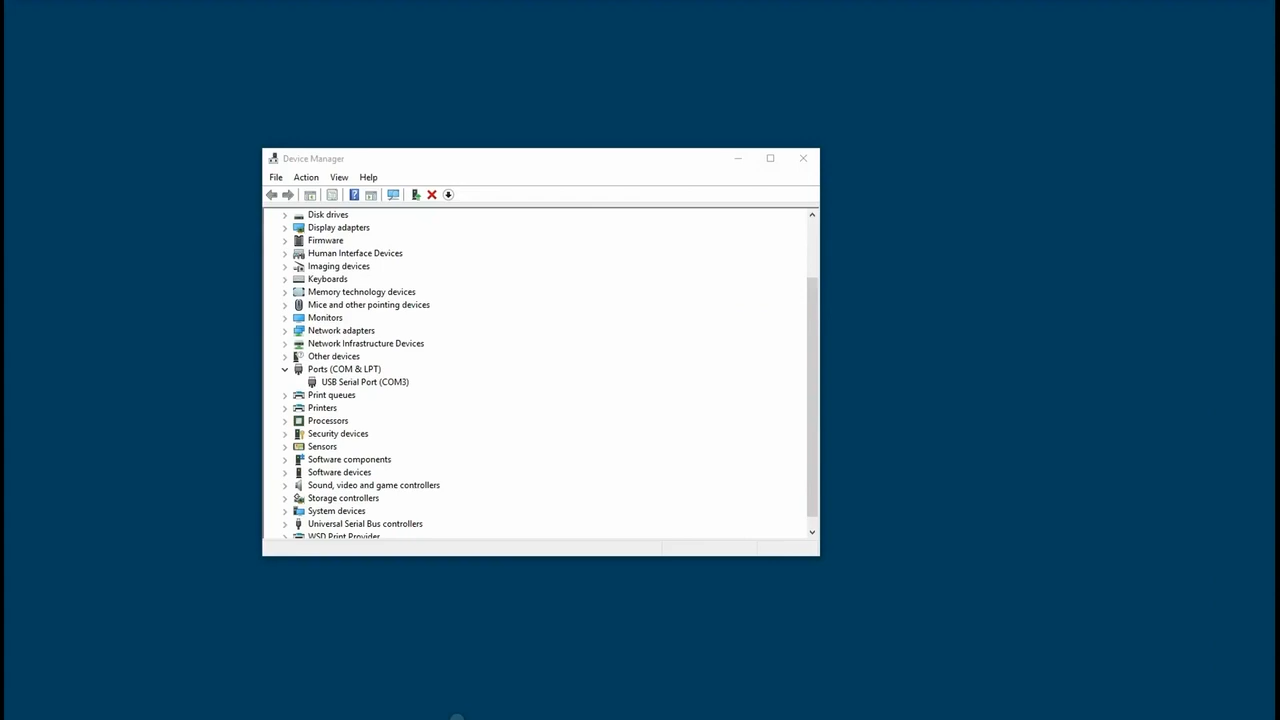 Device Manager
File Action View Help
Disk drives
Display adapters
Firmware
Human Interface Devices
Imaging devices
Keyboards
Memory technology devices
Mice and other pointing devices
Monitors
Network adapters
Network Infrastructure Devices
Other devices
Ports (COM & LPT)
USB Serial Port (COM3)
Print queues
Printers
Processors
Security devices
Sensors
Software components
Software devices
Sound, video and game controllers
Storage controllers
System devices
Universal Serial Bus controllers
WSD Print Provider